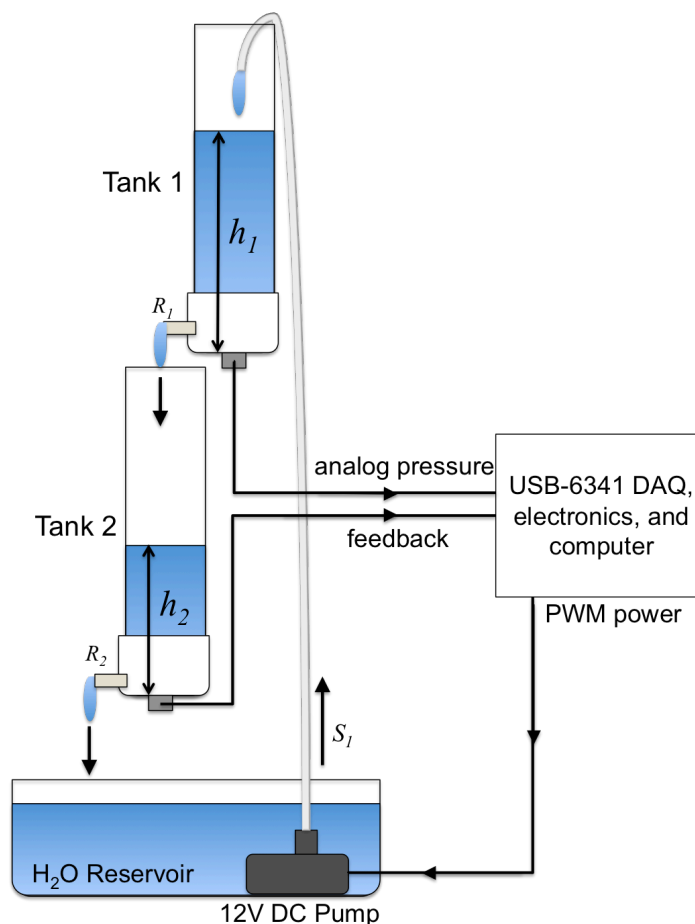 Tank 1
h₁
R₁
analog pressure
USB-6341 DAQ,
electronics, and
computer
Tank 2
feedback
h₂
PWM power
R₂
S₁
H₂O Reservoir
12V DC Pump